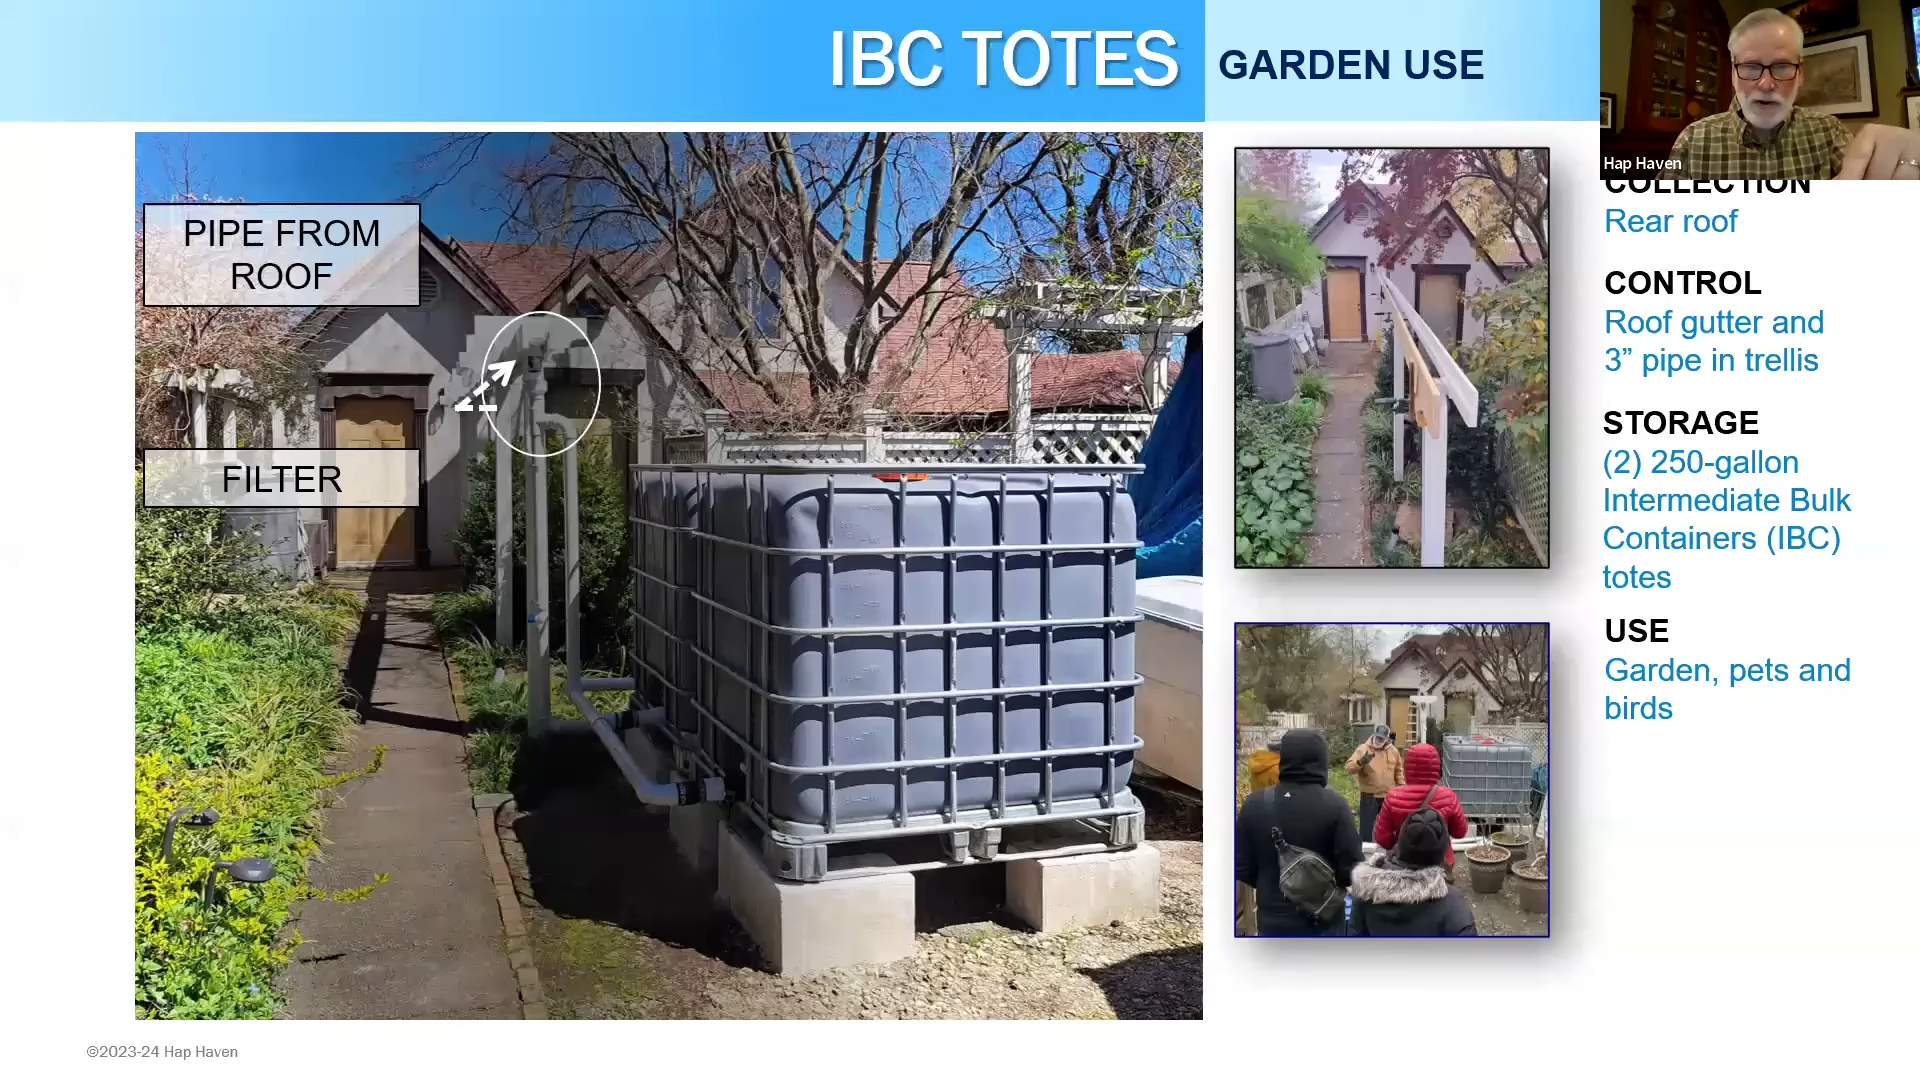 IBC TOTES
GARDEN USE
Hap Haven
PIPE FROM
ROOF
FILTER
COLLECTION
Rear roof
CONTROL
Roof gutter and
3” pipe in trellis
STORAGE
(2) 250-gallon
Intermediate Bulk
Containers (IBC)
totes
USE
Garden, pets and
birds
©2023-24 Hap Haven